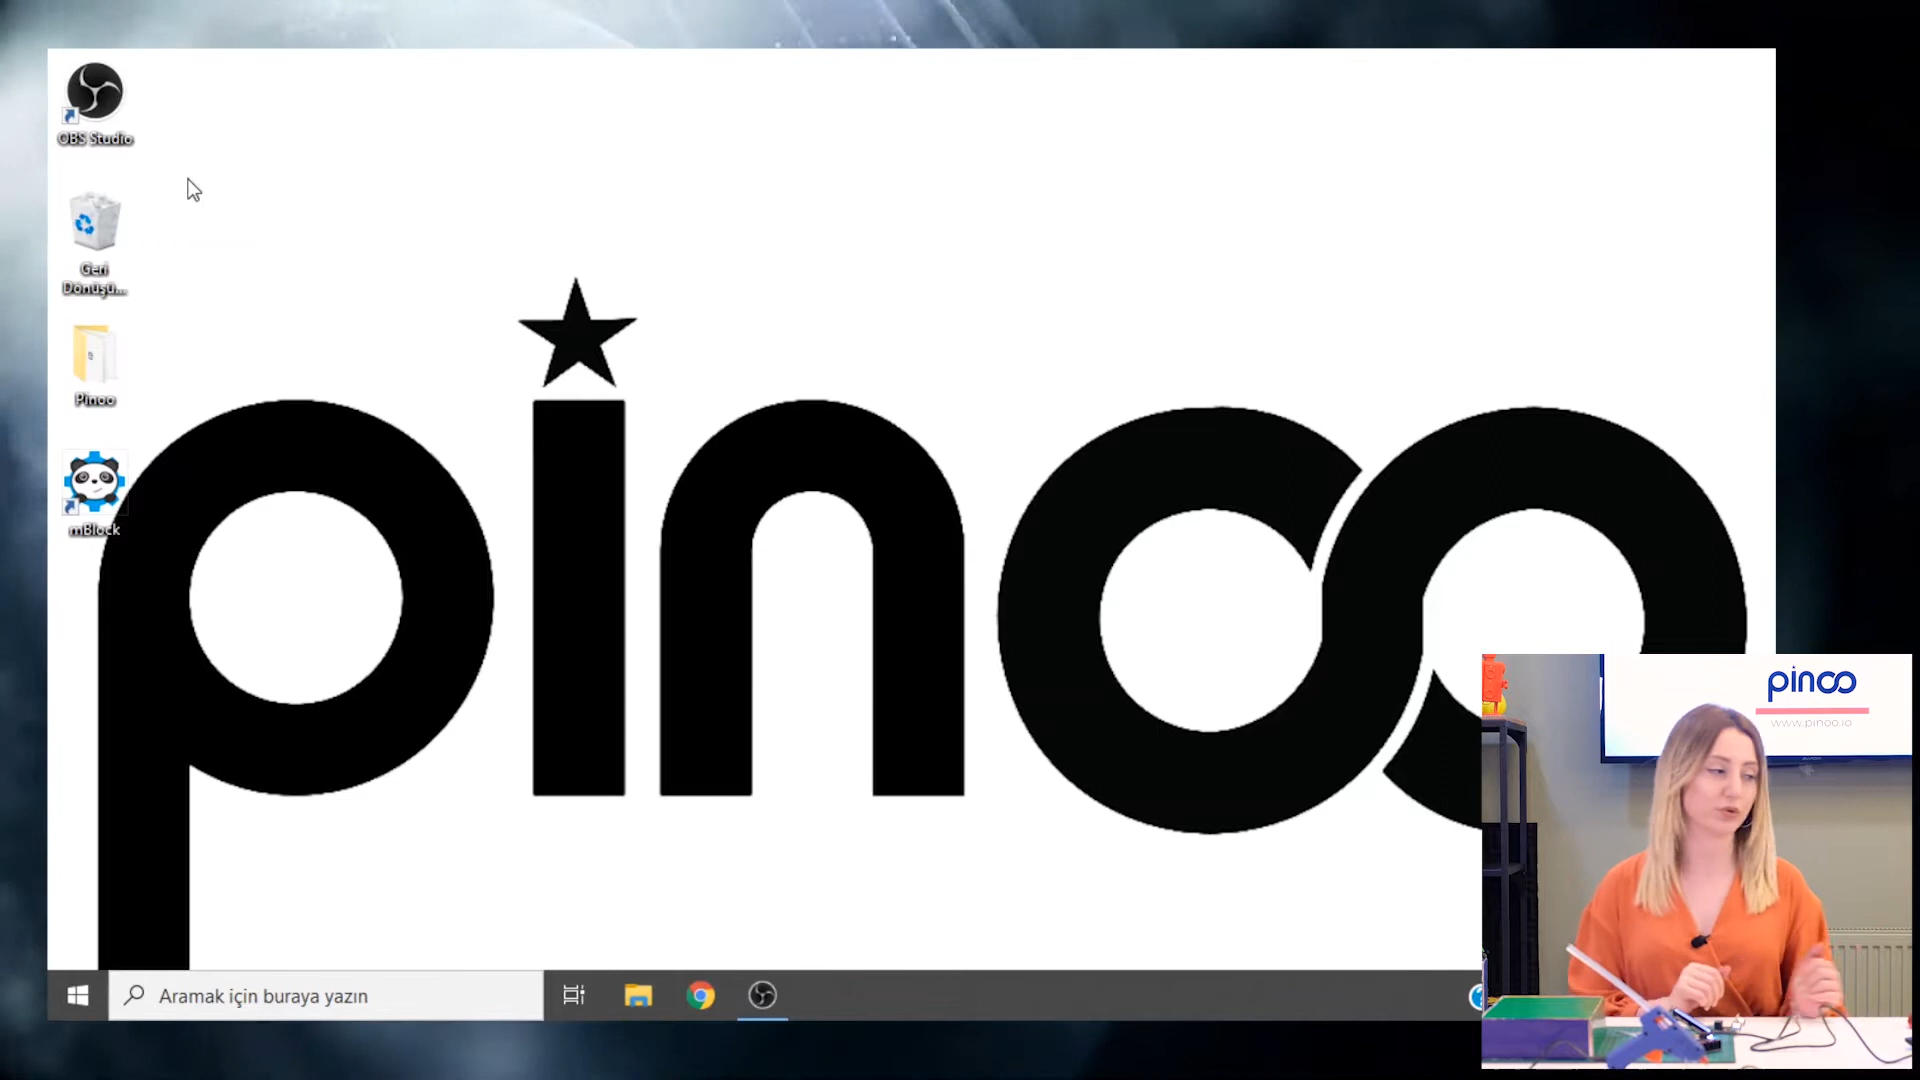 OBS Studio
Geri
Dönüşü...
Pinoo
mBlock
pinoo
Aramak için buraya yazın
pinoo
www.pinoo.io